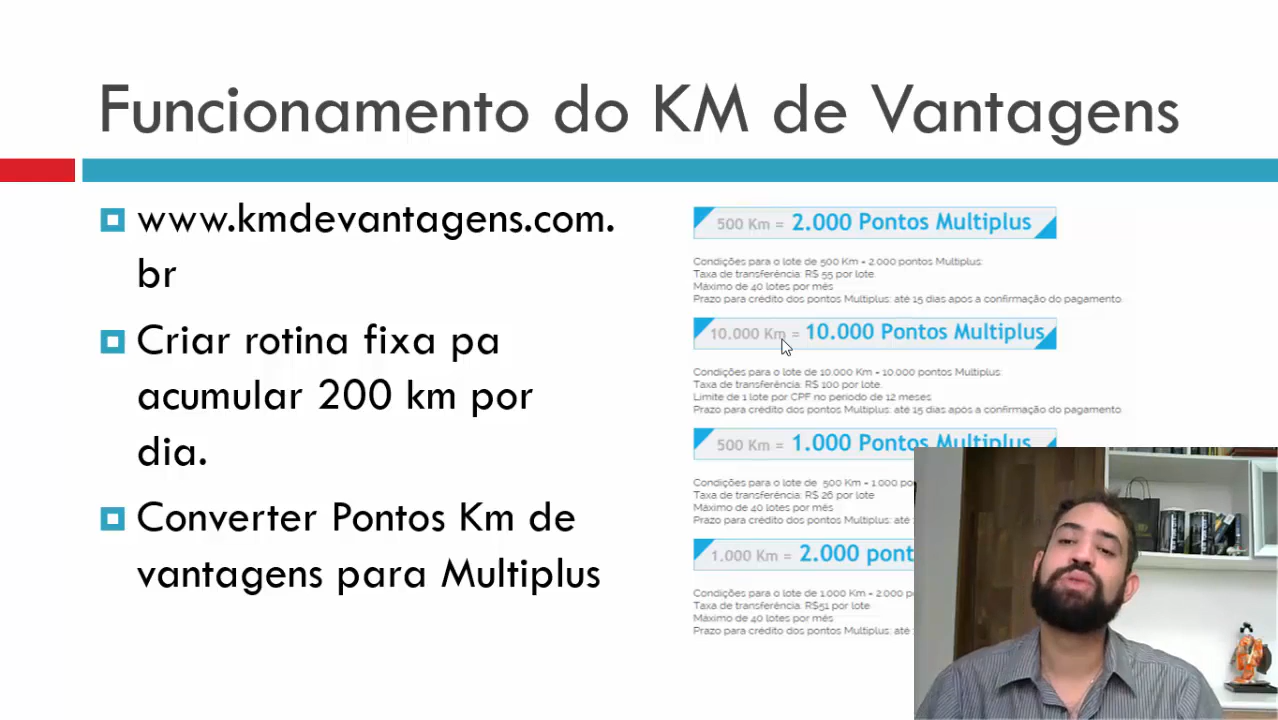 Funcionamento do KM de Vantagens
www.kmdevantagens.com.
br
Criar rotina fixa pa
acumular 200 km por
dia.
Converter Pontos Km de
vantagens para Multiplus
500 Km = 2.000 Pontos Multiplus
Condições para o lote de 500 Km = 2.000 pontos Multiplus:
Taxa de transferência: R$ 55 por lote.
Máximo de 40 lotes por mês
Prazo para crédito dos pontos Multiplus: até 15 dias após a confirmação do pagamento.
10.000 Km = 10.000 Pontos Multiplus
Condições para o lote de 10.000 Km = 10.000 pontos Multiplus:
Taxa de transferência: R$ 100 por lote.
Limite de 1 lote por CPF no período de 12 meses.
Prazo para crédito dos pontos Multiplus: até 15 dias após a confirmação do pagamento.
500 Km = 1.000 Pontos Multiplus
Condições para o lote de 500 Km = 1.000 po
Taxa de transferência: R$ 26 por lote
Máximo de 40 lotes por mês
Prazo para crédito dos pontos Multiplus: até
1.000 Km = 2.000 pont
Condições para o lote de 1.000 Km = 2.000 p
Taxa de transferência: R$51 por lote
Máximo de 40 lotes por mês
Prazo para crédito dos pontos Multiplus: até